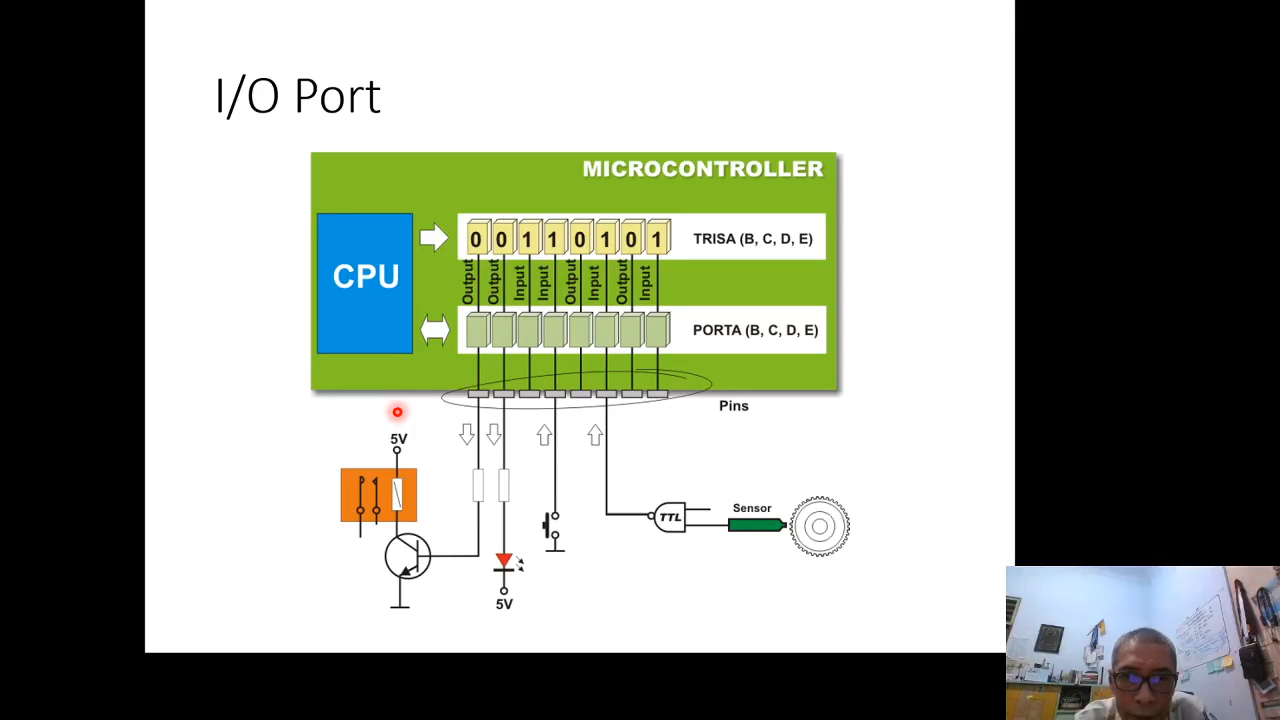 I/O Port
MICROCONTROLLER
CPU
0 0 1 1 0 1 0 1
TRISA (B, C, D, E)
Output
Output
Input
Input
Output
Input
Output
Input
PORTA (B, C, D, E)
Pins
5V
5V
TTL
Sensor